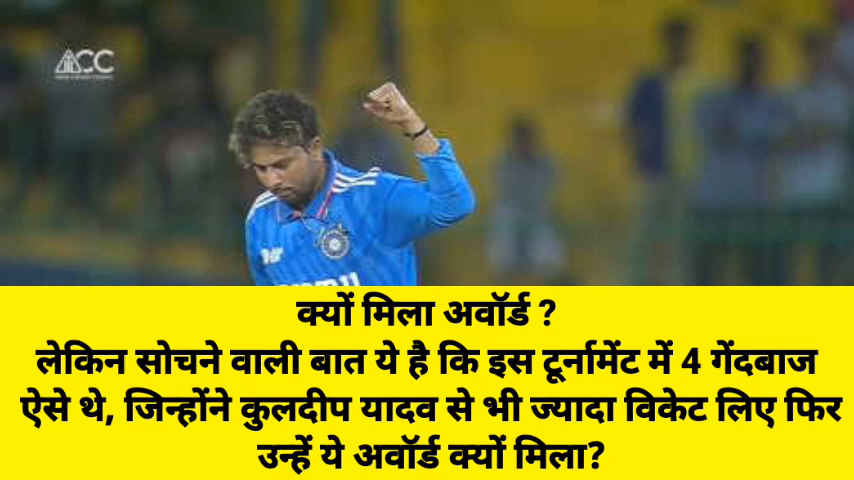 ACC
क्यों मिला अवॉर्ड ?
लेकिन सोचने वाली बात ये है कि इस टूर्नामेंट में 4 गेंदबाज
ऐसे थे, जिन्होंने कुलदीप यादव से भी ज्यादा विकेट लिए फिर
उन्हें ये अवॉर्ड क्यों मिला?